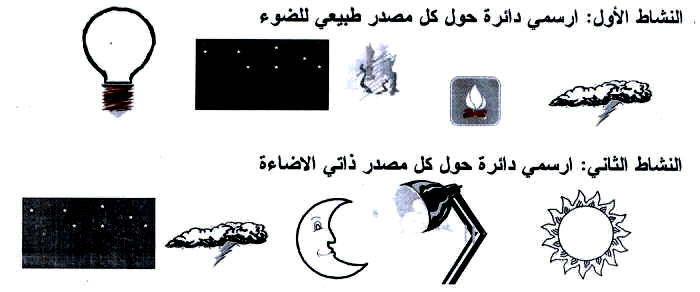 النشاط الأول: ارسمي دائرة حول كل مصدر طبيعي للضوء
النشاط الثاني: ارسمي دائرة حول كل مصدر ذاتي الاضاءة